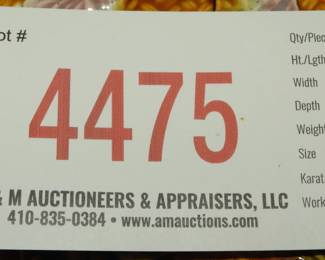 ot #
4475
& M AUCTIONEERS & APPRAISERS, LLC
410-835-0384 • www.amauctions.com
Qty/Piec
Ht./Lgth
Width
Depth
Weigh
Size
Karat
Work